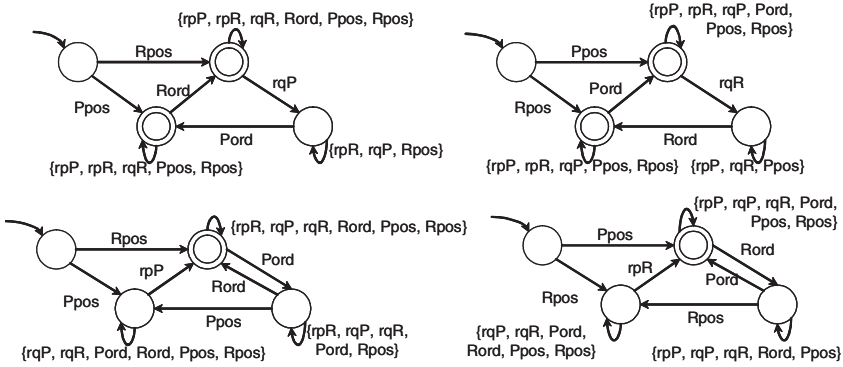 {rpP, rpR, rqR, Rord, Ppos, Rpos}
Rpos
rqP
Ppos
Rord
Pord
{rpR, rqP, Rpos}
{rpP, rpR, rqR, Ppos, Rpos}
{rpP, rpR, rqP, Pord,
Ppos, Rpos}
Ppos
rqR
Rpos
Pord
Rord
{rpP, rpR, rqP, Ppos, Rpos}
{rpP, rqR, Ppos}
{rpR, rqP, rqR, Rord, Ppos, Rpos}
Rpos
Pord
rpP
Rord
Ppos
Ppos
{rqP, rqR, Pord, Rord, Ppos, Rpos}
{rpR, rqP, rqR,
Pord, Rpos}
{rpP, rqP, rqR, Pord,
Ppos, Rpos}
Ppos
Rord
rpR
Pord
Rpos
Rpos
{rqP, rqR, Pord,
Rord, Ppos, Rpos}
{rpP, rqP, rqR, Rord, Ppos}